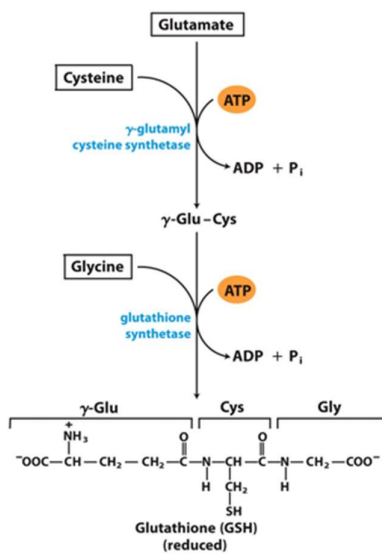 Glutamate
Cysteine
ATP
γ-glutamyl
cysteine synthetase
ADP + Pi
γ-Glu–Cys
Glycine
ATP
glutathione
synthetase
ADP + Pi
γ-Glu Cys Gly
+
NH3 O O
⁻OOC—CH—CH2—CH2—C—N—CH—C—N—CH2—COO⁻
H CH2 H
SH
Glutathione (GSH)
(reduced)